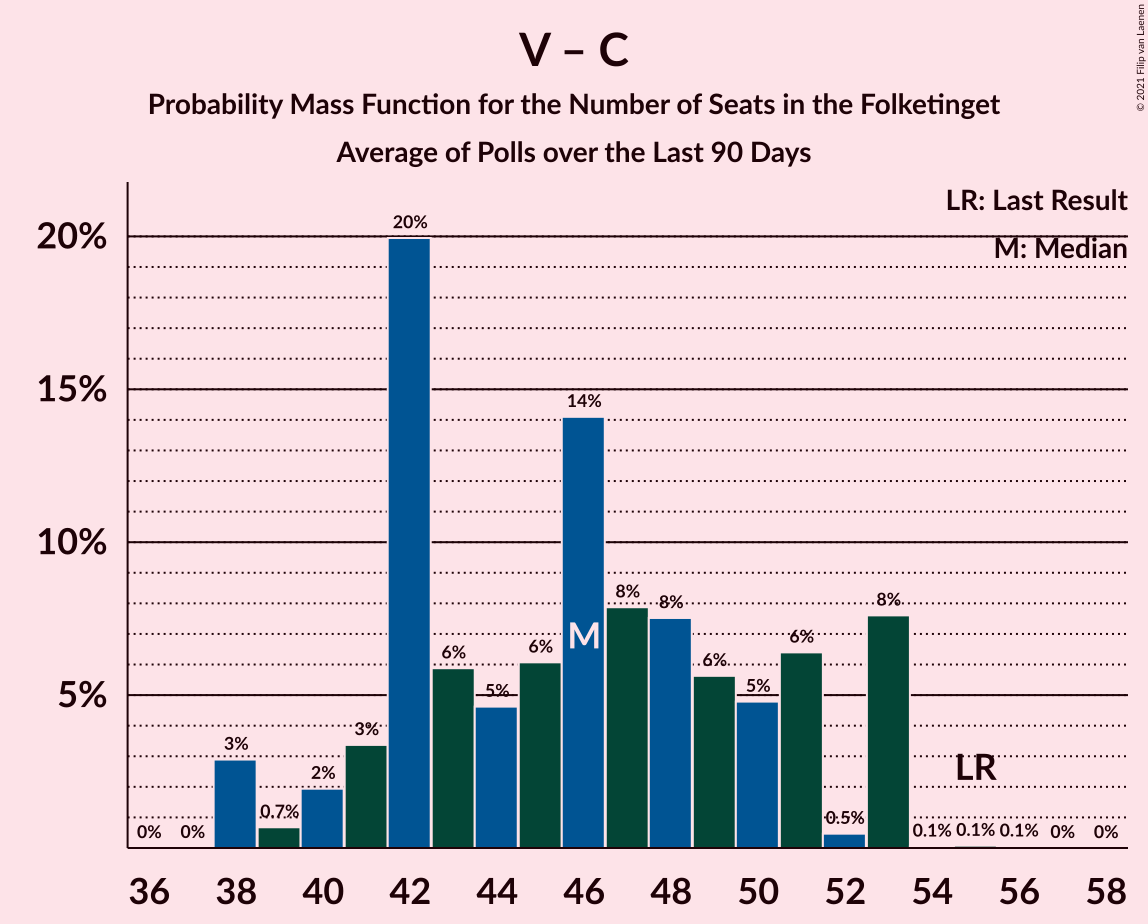 © 2021 Filip van Laenen
V – C
Probability Mass Function for the Number of Seats in the Folketinget
Average of Polls over the Last 90 Days
LR: Last Result
M: Median
20%
15%
10%
5%
0% 0% 3% 0.7% 2% 3% 20% 6% 5% 6% 14% 8% 8% 6% 5% 6% 0.5% 8% 0.1% 0.1% 0.1% 0% 0%
M
LR
36 38 40 42 44 46 48 50 52 54 56 58